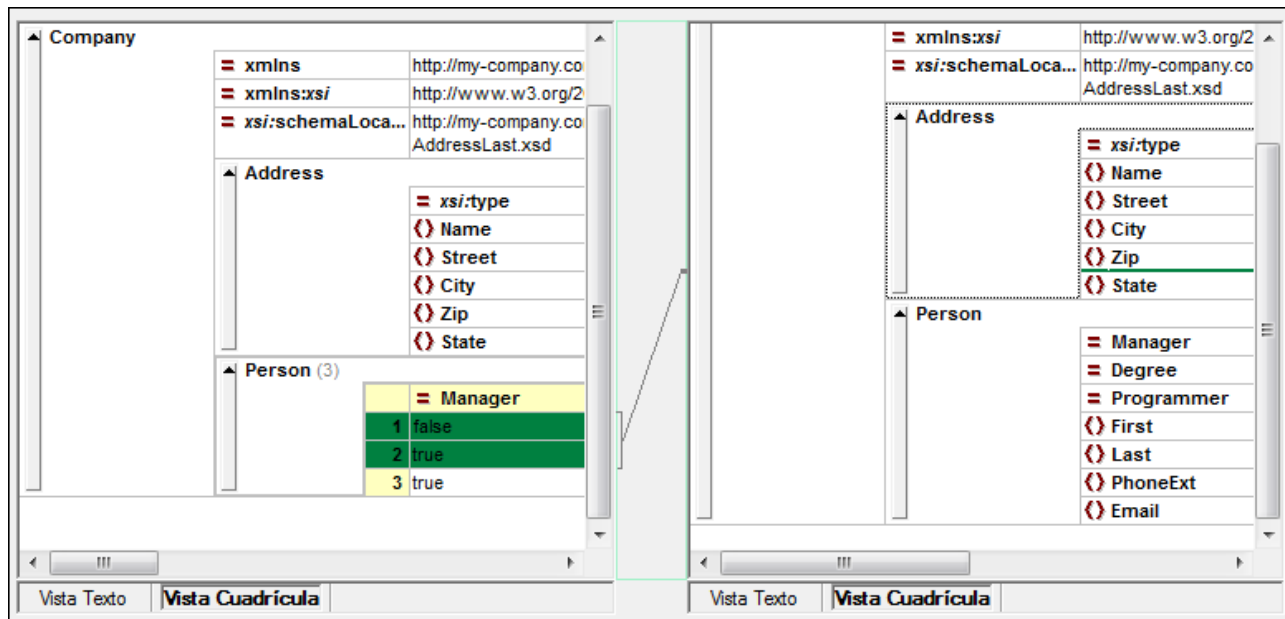 Company
= xmlns http://my-company.co
= xmlns:xsi http://www.w3.org/2
= xsi:schemaLoca... http://my-company.co
AddressLast.xsd
Address
= xsi:type
{} Name
{} Street
{} City
{} Zip
{} State
Person (3)
= Manager
1 false
2 true
3 true
Vista Texto Vista Cuadrícula
= xmlns:xsi http://www.w3.org/2
= xsi:schemaLoca... http://my-company.co
AddressLast.xsd
Address
= xsi:type
{} Name
{} Street
{} City
{} Zip
{} State
Person
= Manager
= Degree
= Programmer
{} First
{} Last
{} PhoneExt
{} Email
Vista Texto Vista Cuadrícula